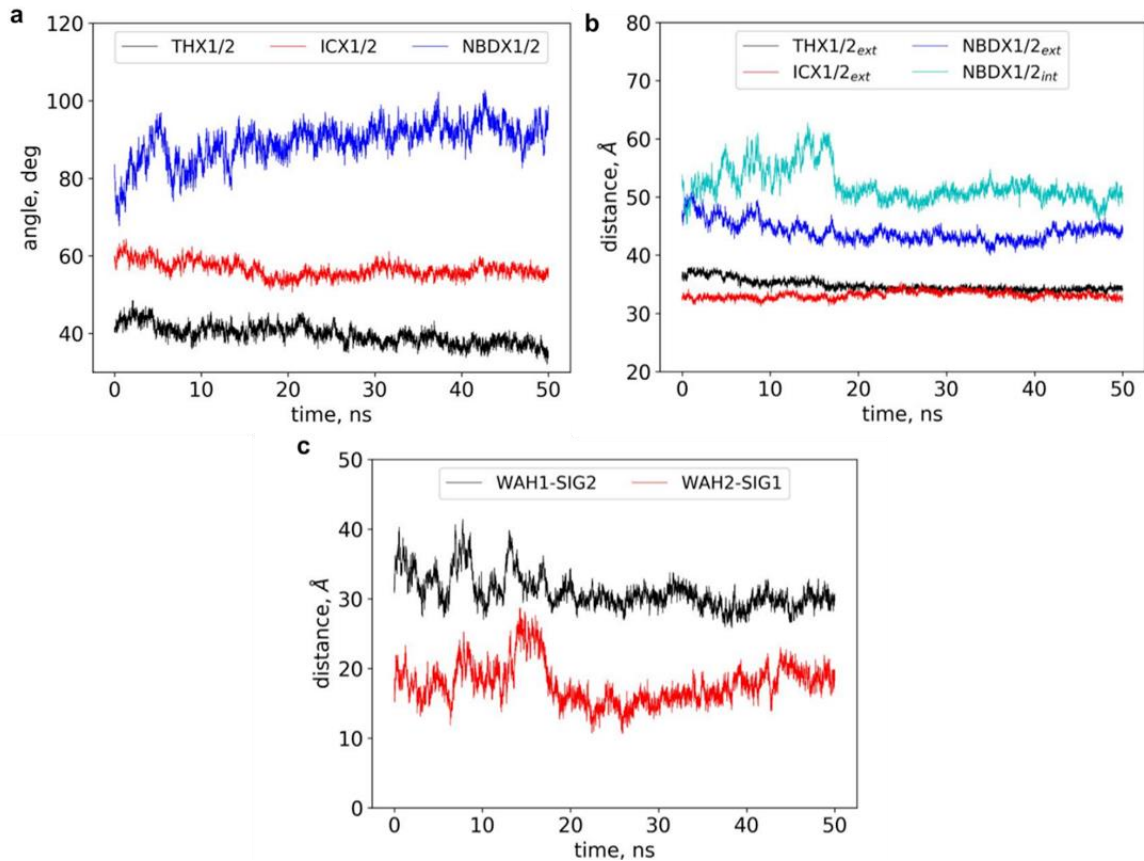 a
120
100
80
60
40
angle, deg
THX1/2 ICX1/2 NBDX1/2
0 10 20 30 40 50
time, ns
b
80
70
60
50
40
30
20
distance, Å
THX1/2ext NBDX1/2ext
ICX1/2ext NBDX1/2int
0 10 20 30 40 50
time, ns
c
50
40
30
20
10
0
distance, Å
WAH1-SIG2 WAH2-SIG1
0 10 20 30 40 50
time, ns